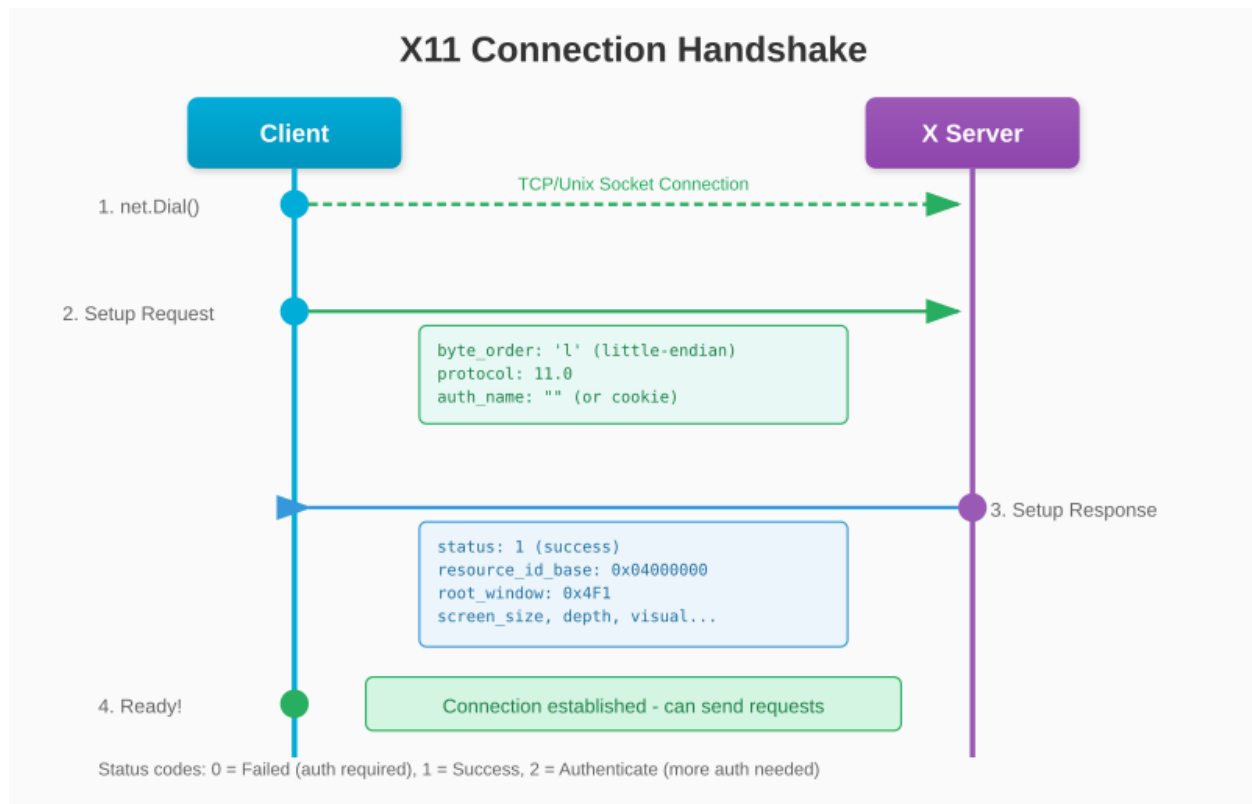 X11 Connection Handshake
Client
X Server
TCP/Unix Socket Connection
1. net.Dial()
2. Setup Request
byte_order: 'l' (little-endian)
protocol: 11.0
auth_name: "" (or cookie)
3. Setup Response
status: 1 (success)
resource_id_base: 0x04000000
root_window: 0x4F1
screen_size, depth, visual...
4. Ready!
Connection established - can send requests
Status codes: 0 = Failed (auth required), 1 = Success, 2 = Authenticate (more auth needed)